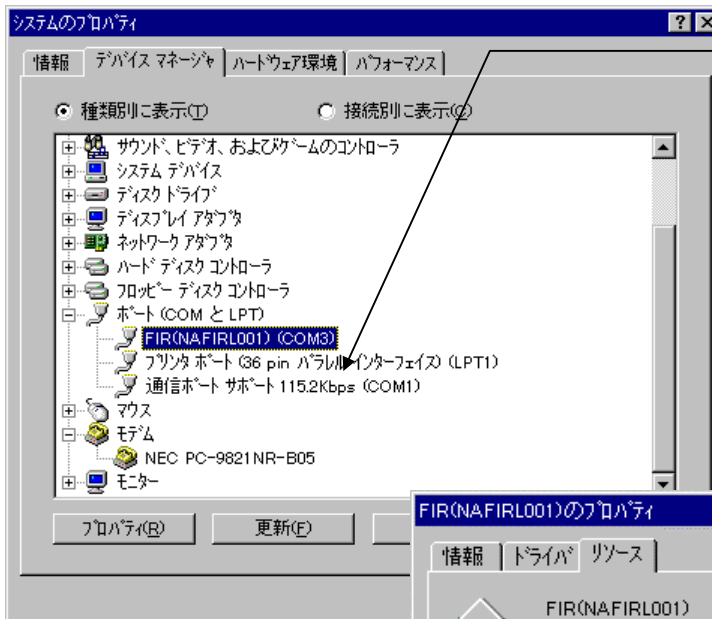 システムのプロパティ
情報 デバイス マネージャ ハードウェア環境 パフォーマンス
種類別に表示(T) 接続別に表示(C)
サウンド、ビデオ、およびゲームのコントローラ
システム デバイス
ディスク ドライブ
ディスプレイ アダプタ
ネットワーク アダプタ
ハード ディスク コントローラ
フロッピー ディスク コントローラ
ポート (COM と LPT)
FIR(NAFIRL001) (COM3)
プリンタ ポート (36 pin パラレルインターフェイス) (LPT1)
通信ポート サポート 115.2Kbps (COM1)
マウス
モデム
NEC PC-9821NR-B05
モニター
プロパティ(R) 更新(F)
FIR(NAFIRL001)のプロパティ
情報 ドライバ リソース
FIR(NAFIRL001)